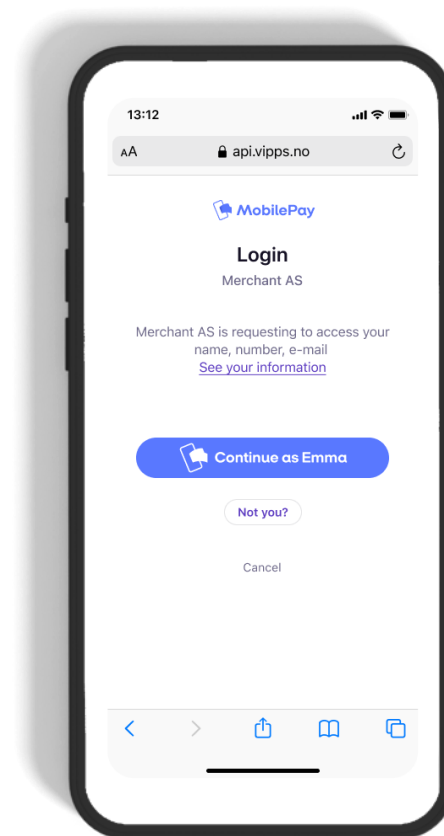 13:12
AA api.vipps.no
MobilePay
Login
Merchant AS
Merchant AS is requesting to access your
name, number, e-mail
See your information
Continue as Emma
Not you?
Cancel